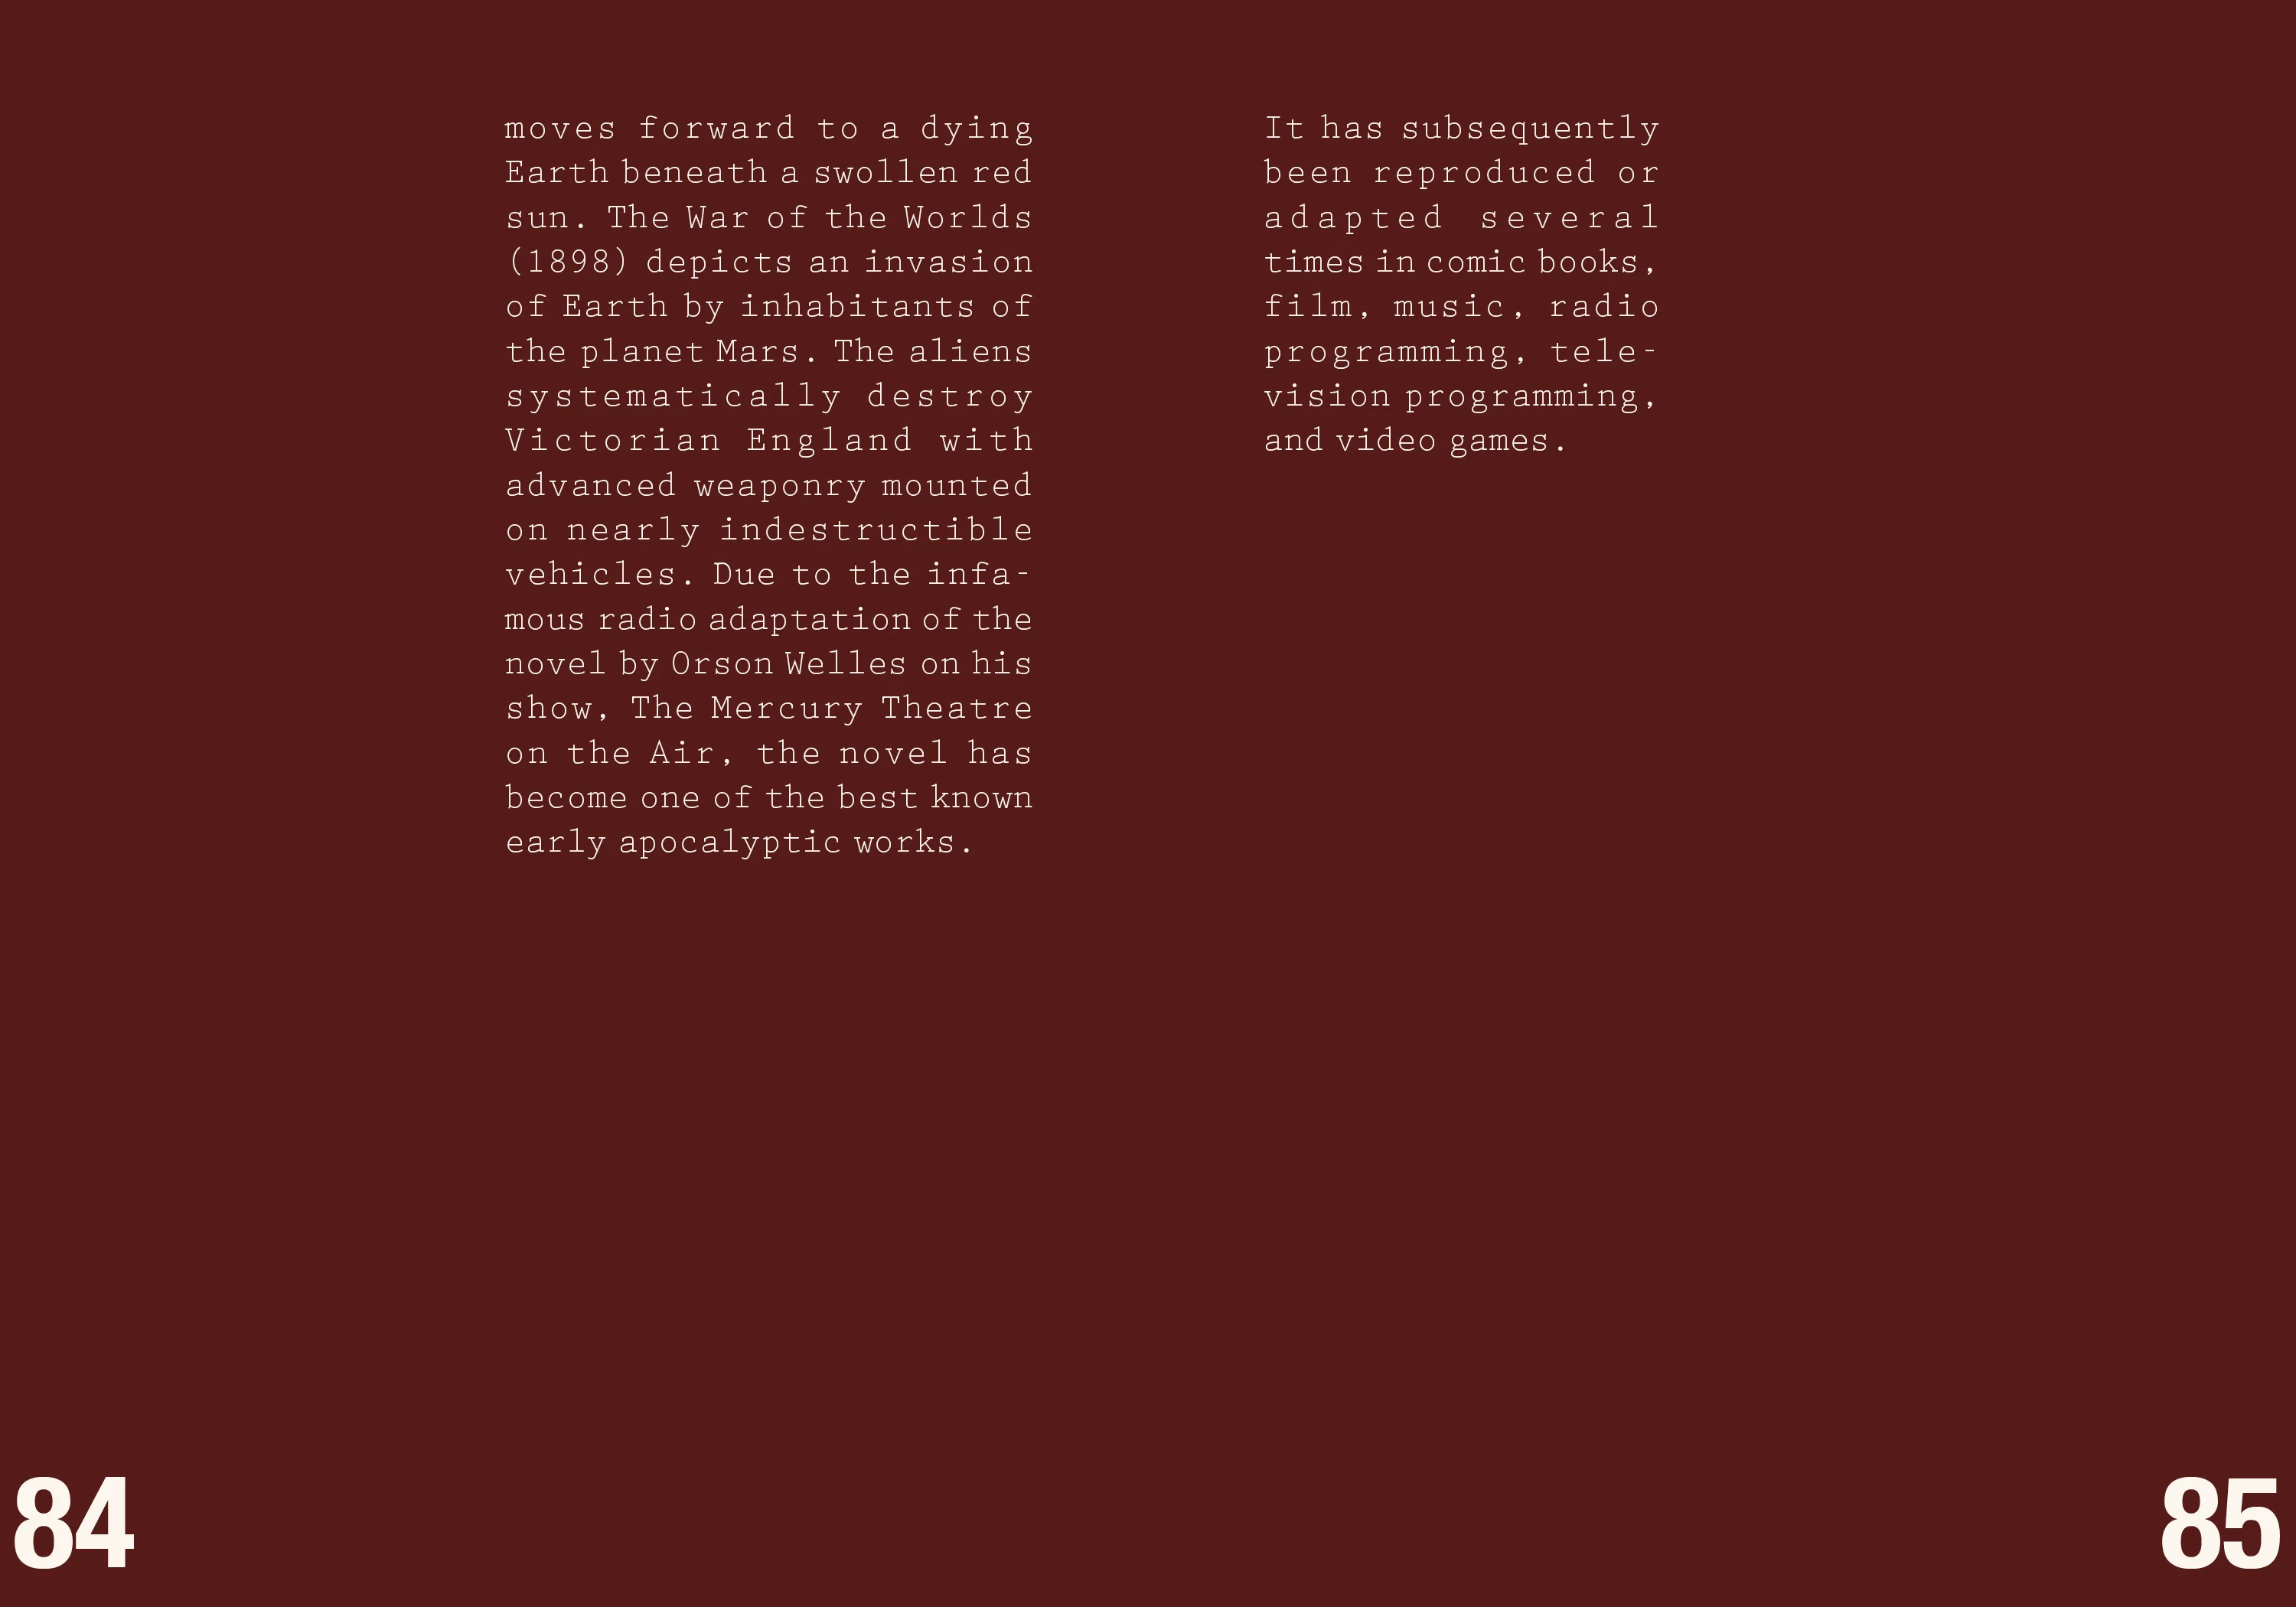 moves forward to a dying
Earth beneath a swollen red
sun. The War of the Worlds
(1898) depicts an invasion
of Earth by inhabitants of
the planet Mars. The aliens
systematically destroy
Victorian England with
advanced weaponry mounted
on nearly indestructible
vehicles. Due to the infa-
mous radio adaptation of the
novel by Orson Welles on his
show, The Mercury Theatre
on the Air, the novel has
become one of the best known
early apocalyptic works.
It has subsequently
been reproduced or
adapted several
times in comic books,
film, music, radio
programming, tele-
vision programming,
and video games.
84
85